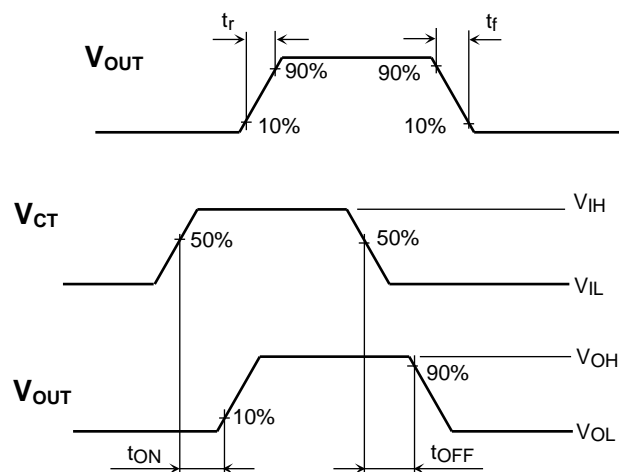 tr
tf
VOUT
90%
90%
10%
10%
VCT
VIH
50%
50%
VIL
VOH
VOUT
90%
10%
VOL
tON
tOFF